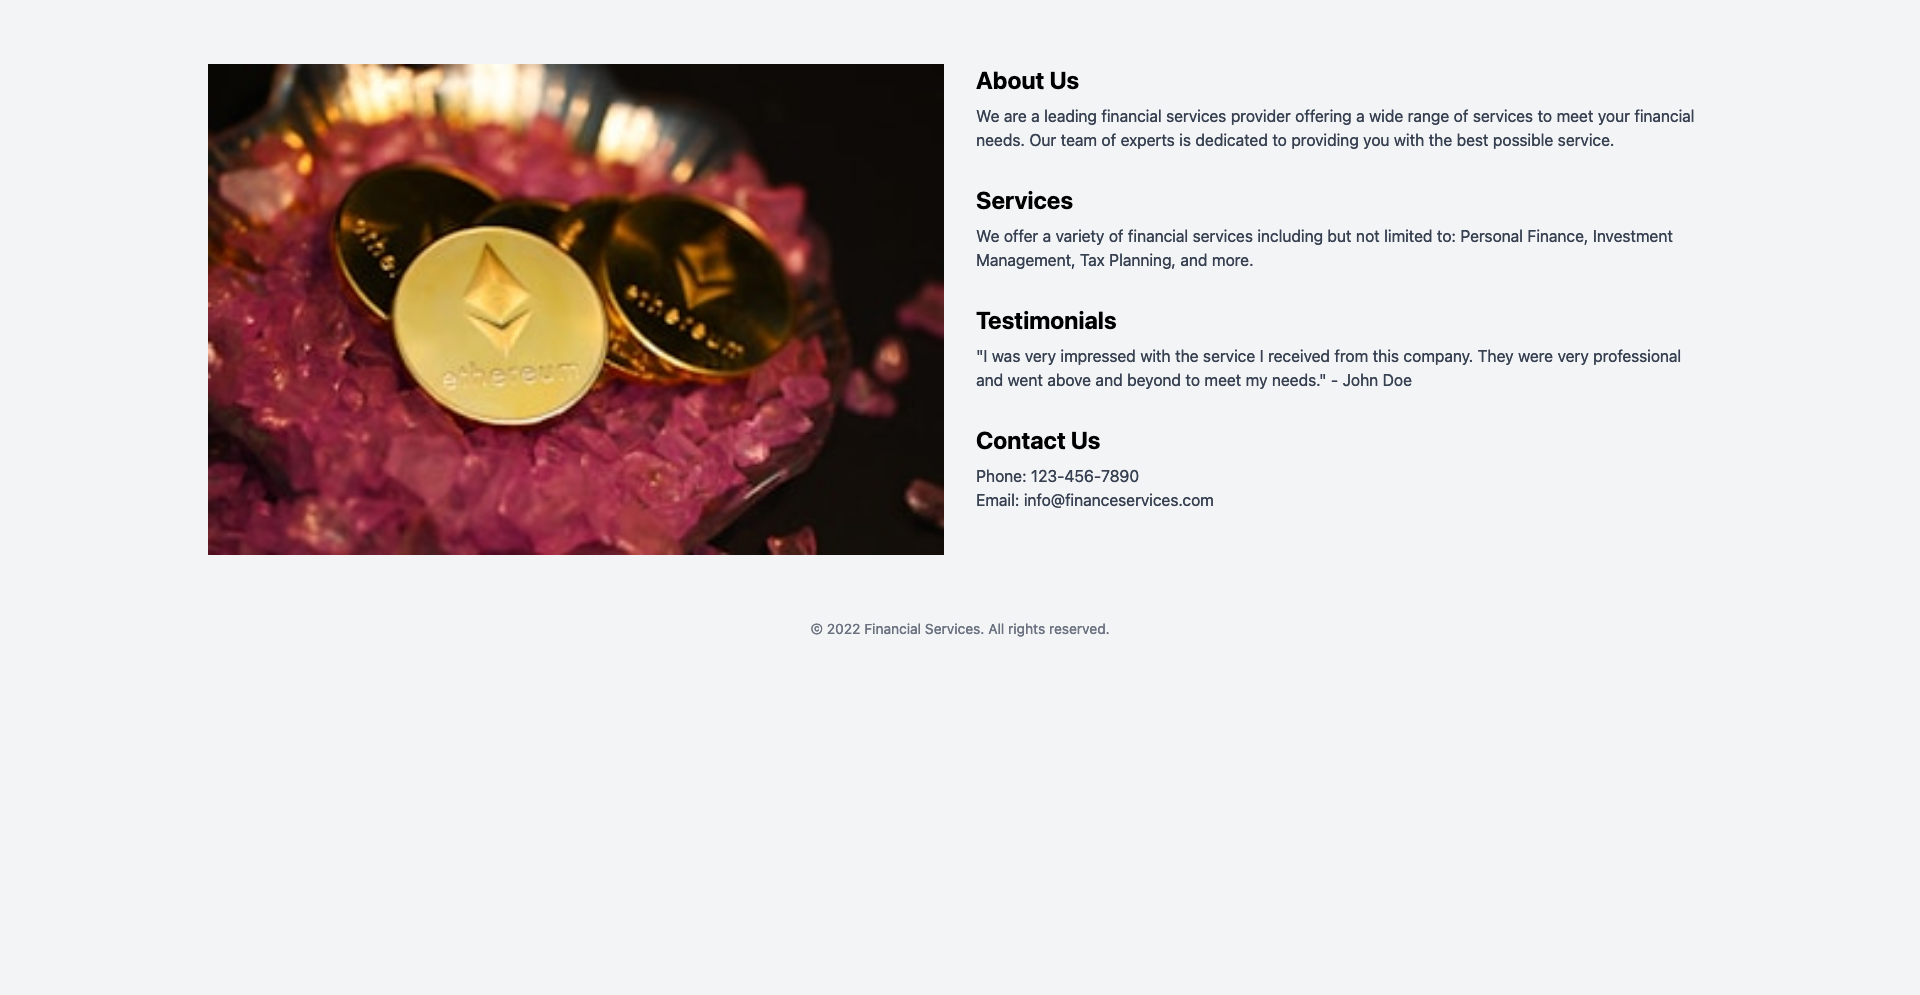 ethereum
ethereum
About Us
We are a leading financial services provider offering a wide range of services to meet your financial
needs. Our team of experts is dedicated to providing you with the best possible service.
Services
We offer a variety of financial services including but not limited to: Personal Finance, Investment
Management, Tax Planning, and more.
Testimonials
"I was very impressed with the service I received from this company. They were very professional
and went above and beyond to meet my needs." - John Doe
Contact Us
Phone: 123-456-7890
Email: info@financeservices.com
© 2022 Financial Services. All rights reserved.